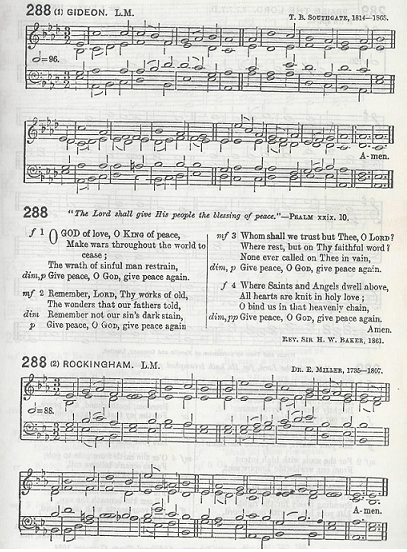 288 (1) GIDEON. L.M.
T. B. SOUTHGATE, 1814—1868.
=96.
A-men.
288 "The Lord shall give His people the blessing of peace."—PSALM xxix. 10.
f 1 O GOD of love, O KING of peace,
Make wars throughout the world to
cease;
The wrath of sinful man restrain,
dim, p Give peace, O GOD, give peace again.
mf 2 Remember, LORD, Thy works of old,
The wonders that our fathers told,
dim Remember not our sin's dark stain,
p Give peace, O GOD, give peace again
mf 3 Whom shall we trust but Thee, O LORD?
Where rest, but on Thy faithful word?
None ever called on Thee in vain,
dim, p Give peace, O GOD, give peace again.
f 4 Where Saints and Angels dwell above,
All hearts are knit in holy love;
O bind us in that heavenly chain,
dim, pp Give peace, O GOD, give peace again.
Amen.
REV. SIR H. W. BAKER, 1861.
288 (2) ROCKINGHAM. L.M.
DR. E. MILLER, 1735—1807.
=88.
A-men.